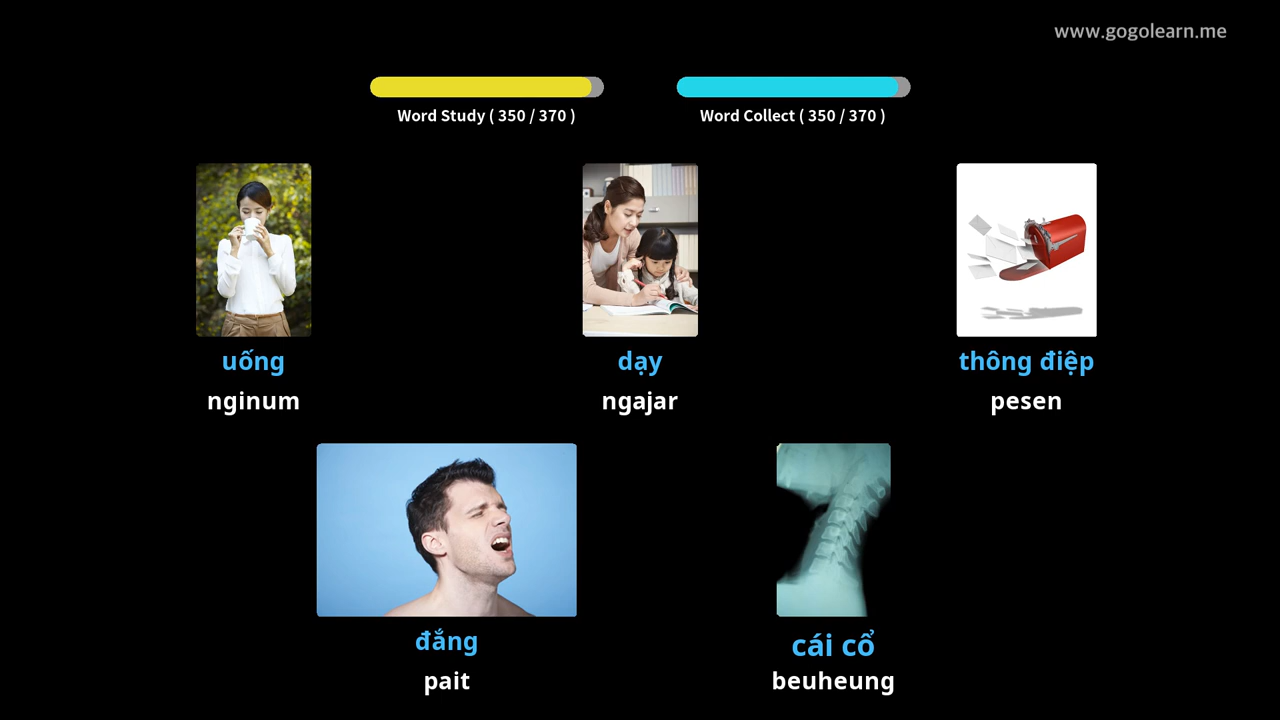 www.gogolearn.me
Word Study ( 350 / 370 )
Word Collect ( 350 / 370 )
uống
dạy
thông điệp
nginum
ngajar
pesen
đắng
cái cổ
pait
beuheung